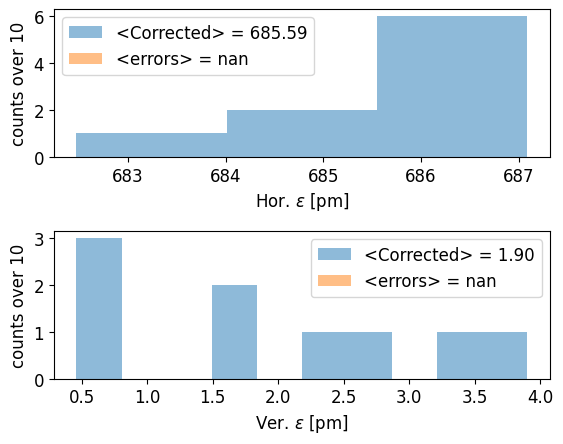 counts over 10
6
4
2
0
<Corrected> = 685.59
<errors> = nan
683 684 685 686 687
Hor. ε [pm]
counts over 10
3
2
1
0
<Corrected> = 1.90
<errors> = nan
0.5 1.0 1.5 2.0 2.5 3.0 3.5 4.0
Ver. ε [pm]